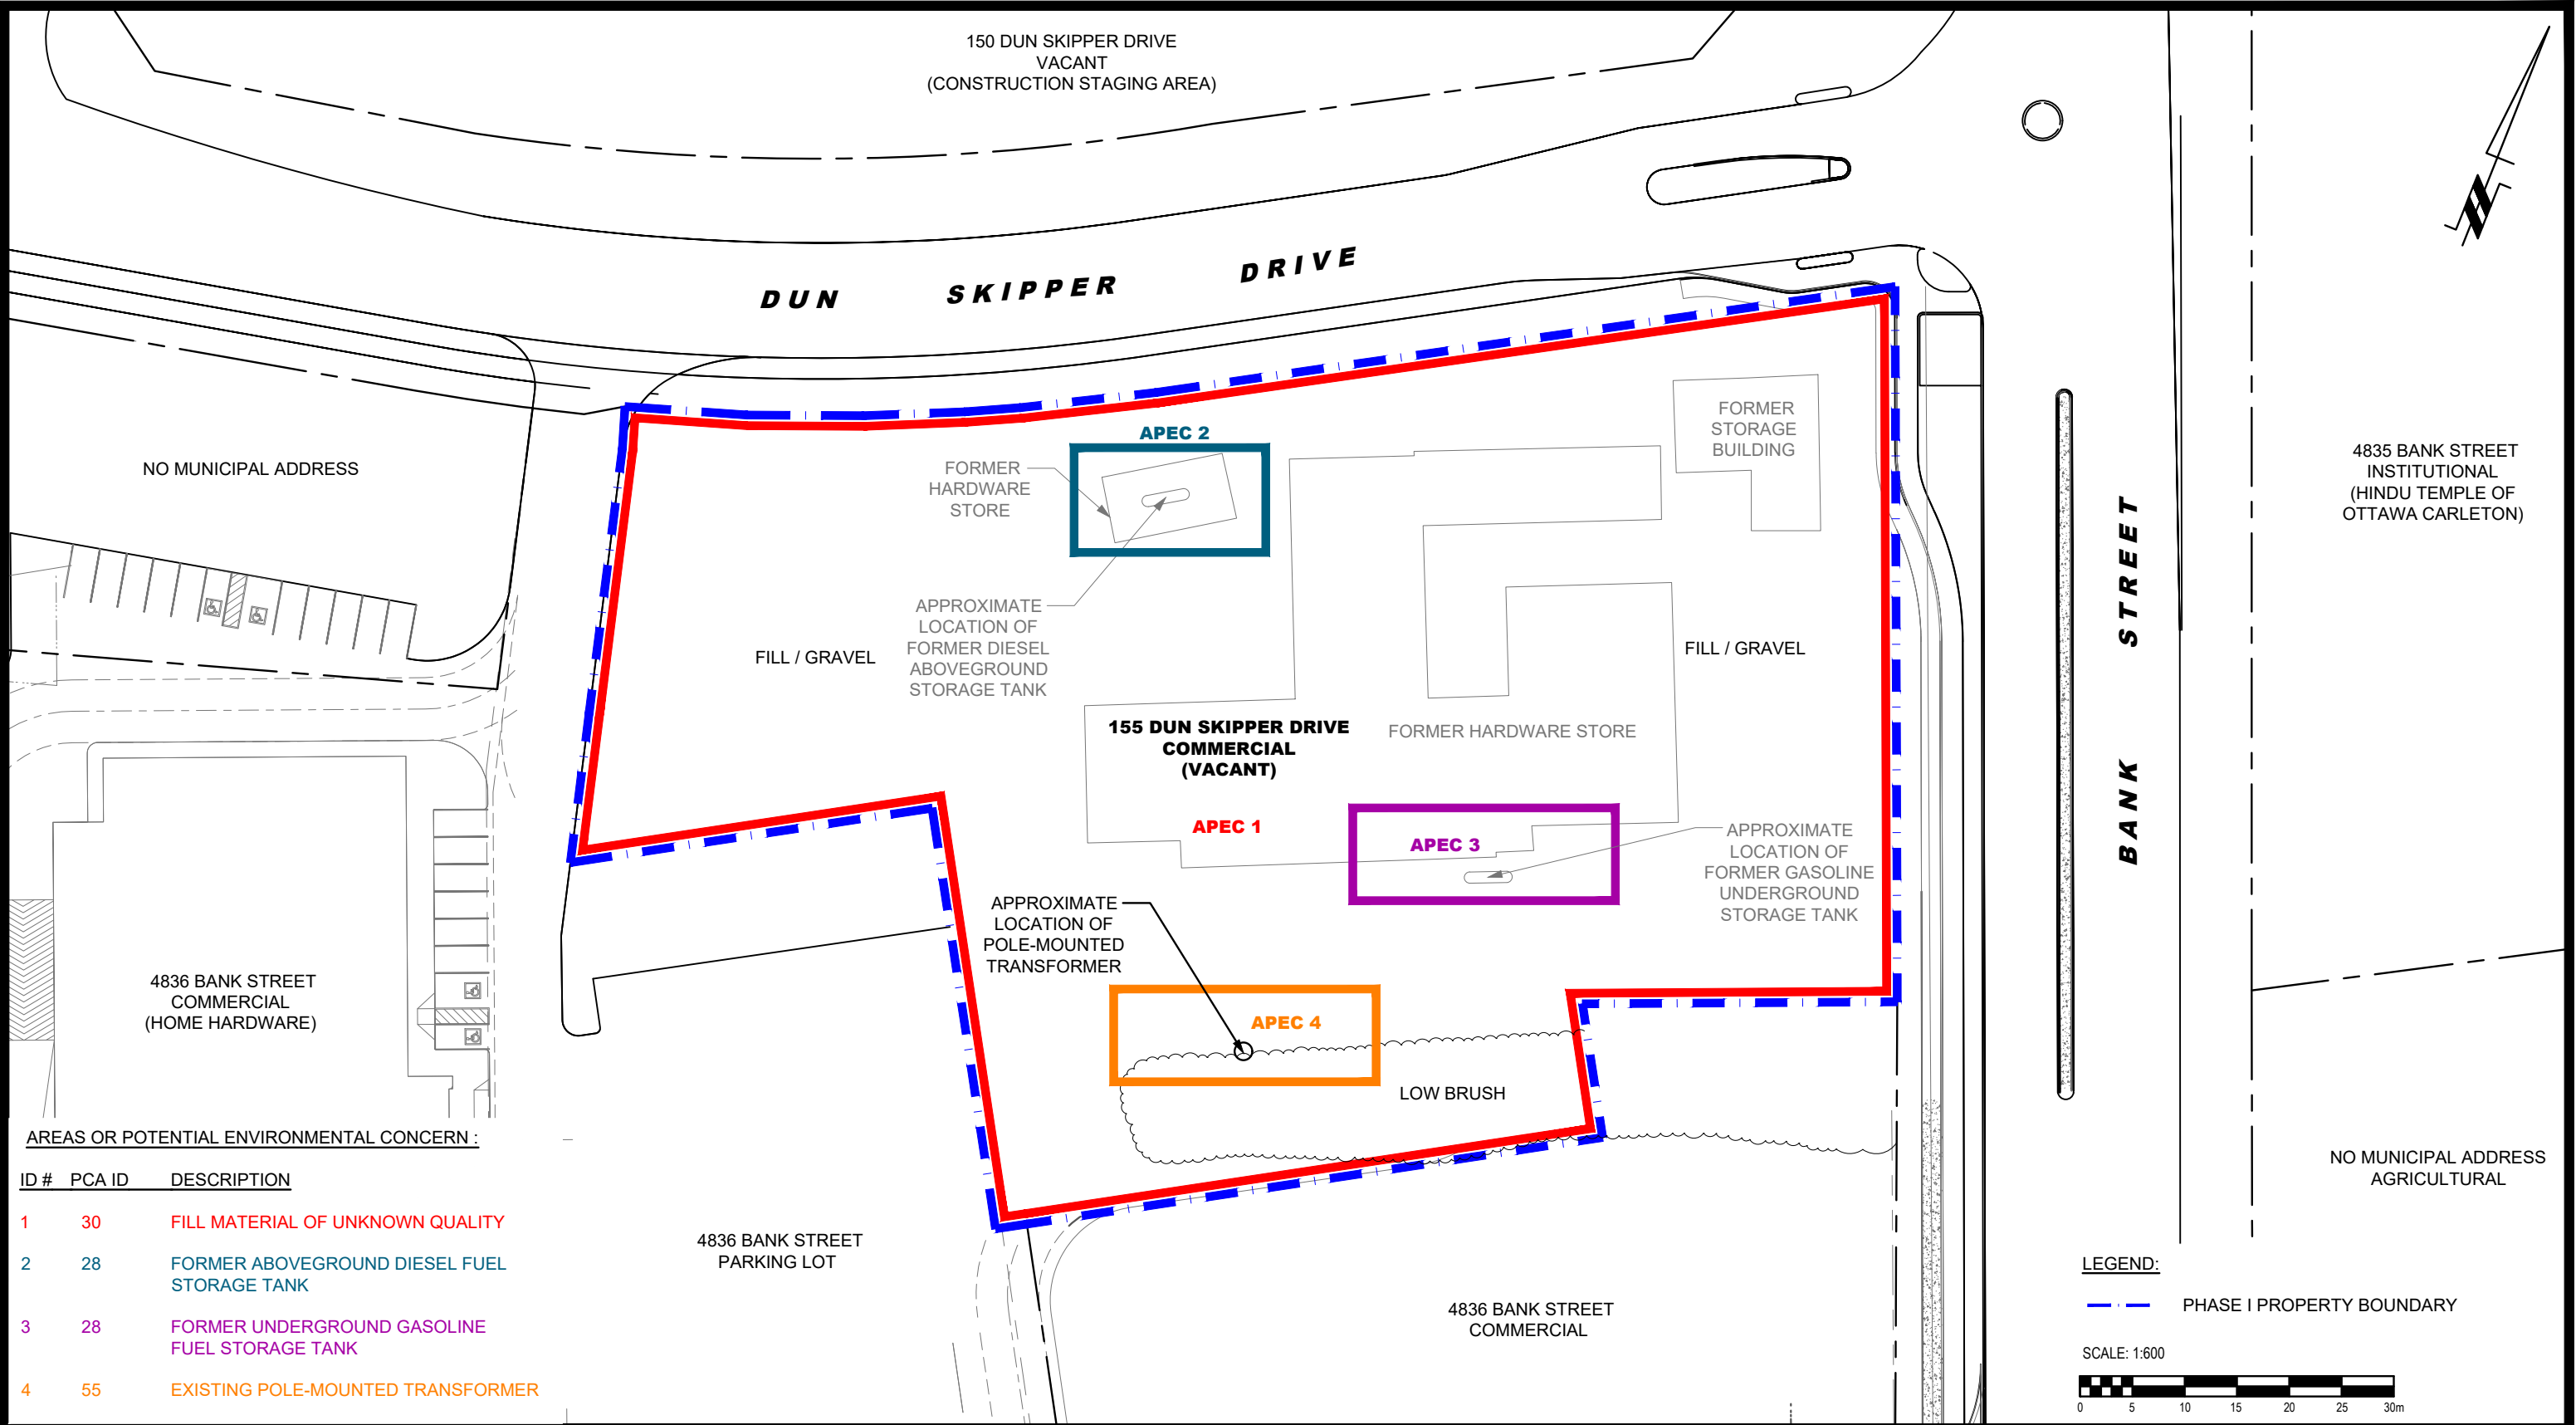 150 DUN SKIPPER DRIVE
VACANT
(CONSTRUCTION STAGING AREA)
DUN SKIPPER DRIVE
NO MUNICIPAL ADDRESS
APEC 2
FORMER
HARDWARE
STORE
FORMER
STORAGE
BUILDING
4835 BANK STREET
INSTITUTIONAL
(HINDU TEMPLE OF
OTTAWA CARLETON)
BANK STREET
APPROXIMATE
LOCATION OF
FORMER DIESEL
ABOVEGROUND
STORAGE TANK
FILL / GRAVEL
FILL / GRAVEL
155 DUN SKIPPER DRIVE
COMMERCIAL
(VACANT)
FORMER HARDWARE STORE
APEC 1
APEC 3
APPROXIMATE
LOCATION OF
FORMER GASOLINE
UNDERGROUND
STORAGE TANK
APPROXIMATE
LOCATION OF
POLE-MOUNTED
TRANSFORMER
4836 BANK STREET
COMMERCIAL
(HOME HARDWARE)
APEC 4
LOW BRUSH
NO MUNICIPAL ADDRESS
AGRICULTURAL
4836 BANK STREET
PARKING LOT
4836 BANK STREET
COMMERCIAL
AREAS OR POTENTIAL ENVIRONMENTAL CONCERN :
ID # PCA ID DESCRIPTION
1 30 FILL MATERIAL OF UNKNOWN QUALITY
2 28 FORMER ABOVEGROUND DIESEL FUEL
STORAGE TANK
3 28 FORMER UNDERGROUND GASOLINE
FUEL STORAGE TANK
4 55 EXISTING POLE-MOUNTED TRANSFORMER
LEGEND:
PHASE I PROPERTY BOUNDARY
SCALE: 1:600
0 5 10 15 20 25 30m